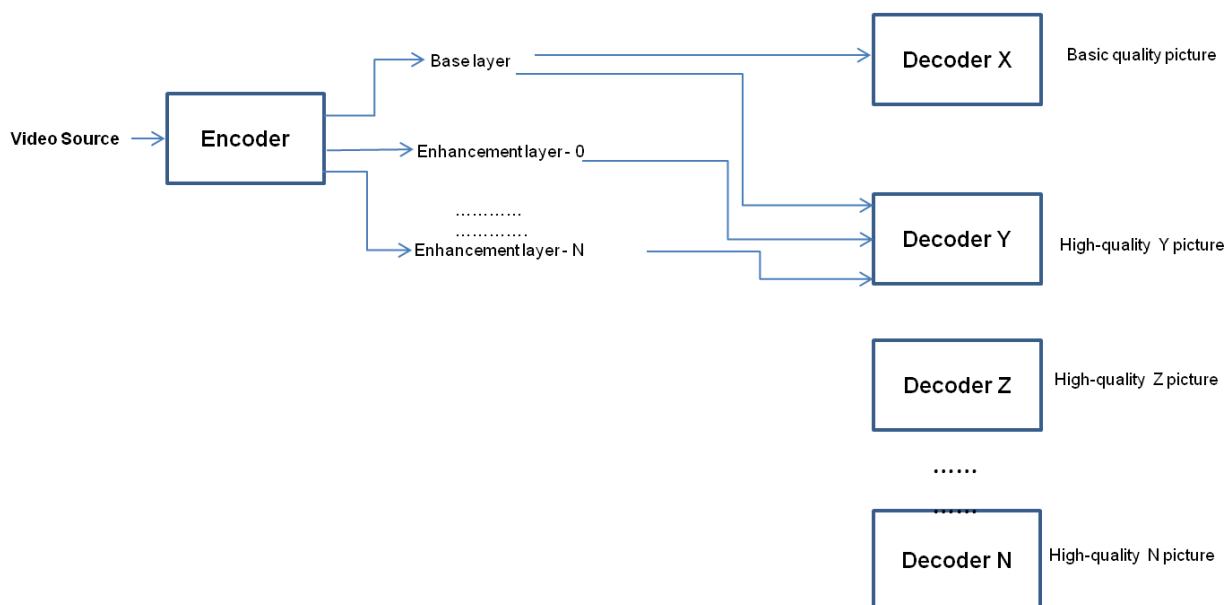 Video Source
Encoder
Base layer
Enhancement layer - 0
…………
………….
Enhancement layer - N
Decoder X
Basic quality picture
Decoder Y
High-quality Y picture
Decoder Z
High-quality Z picture
……
……
Decoder N
High-quality N picture